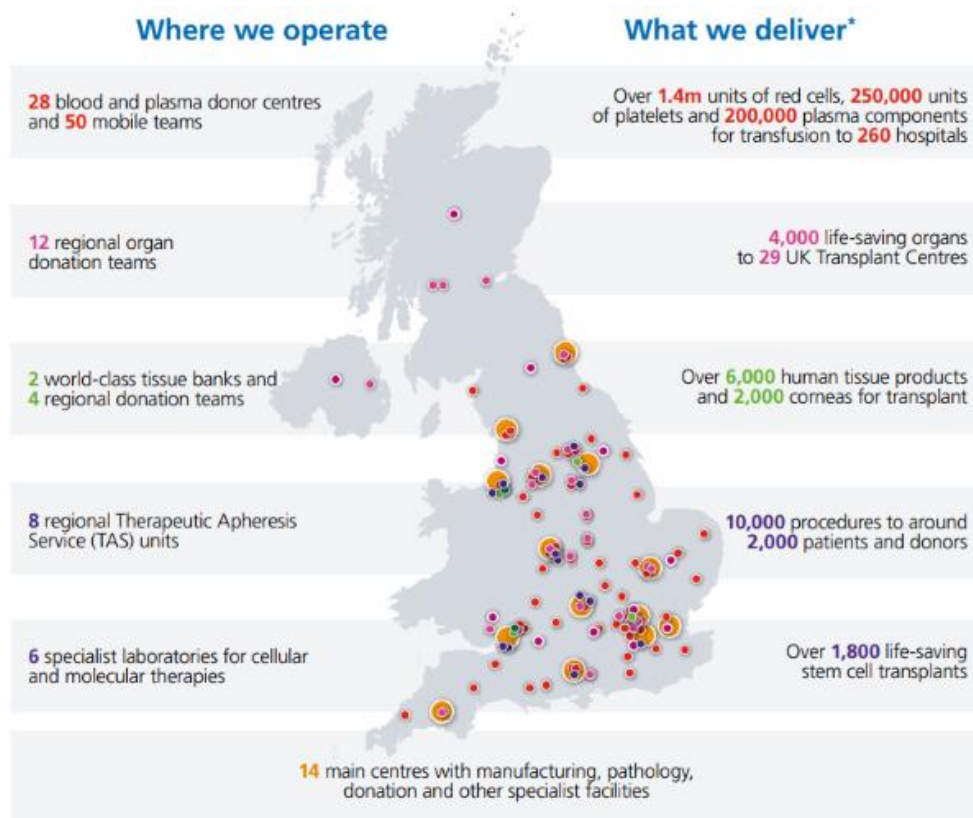 Where we operate
What we deliver*
28 blood and plasma donor centres
and 50 mobile teams
Over 1.4m units of red cells, 250,000 units
of platelets and 200,000 plasma components
for transfusion to 260 hospitals
12 regional organ
donation teams
4,000 life-saving organs
to 29 UK Transplant Centres
2 world-class tissue banks and
4 regional donation teams
Over 6,000 human tissue products
and 2,000 corneas for transplant
8 regional Therapeutic Apheresis
Service (TAS) units
10,000 procedures to around
2,000 patients and donors
6 specialist laboratories for cellular
and molecular therapies
Over 1,800 life-saving
stem cell transplants
14 main centres with manufacturing, pathology,
donation and other specialist facilities